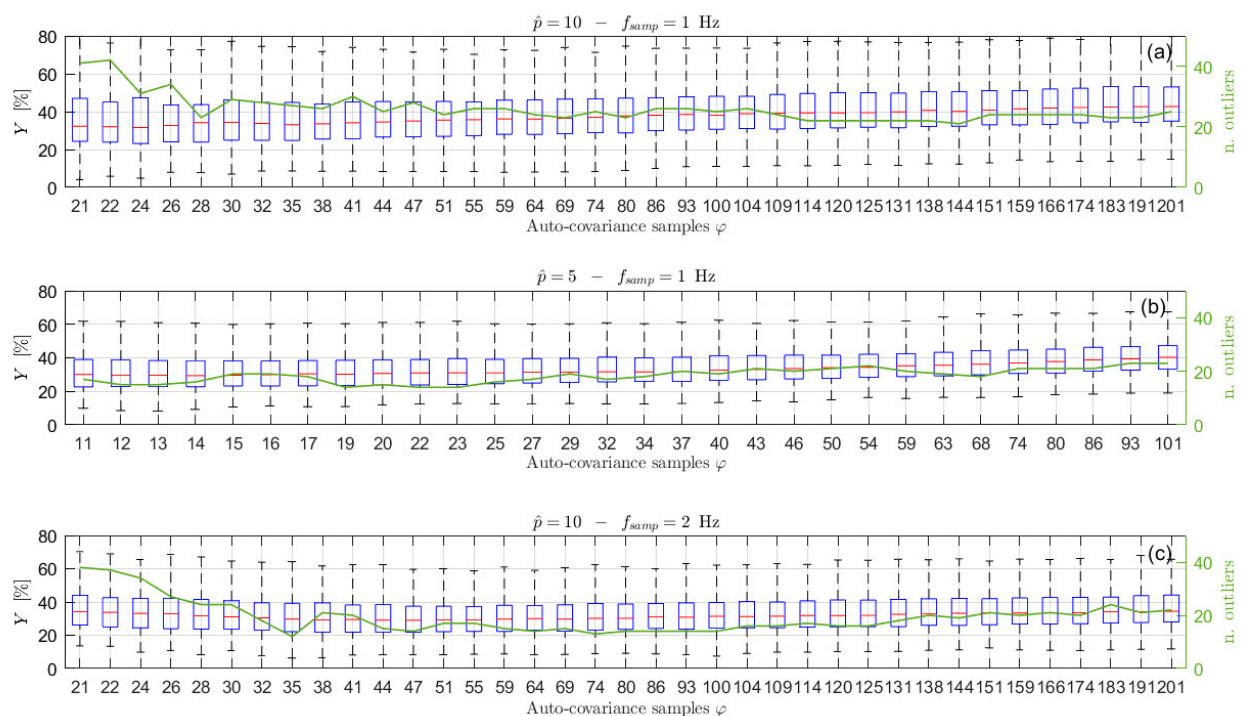 p̂ = 10 − f_samp = 1 Hz
(a)
80
60
40
20
0
40
20
0
Y [%]
n. outliers
21 22 24 26 28 30 32 35 38 41 44 47 51 55 59 64 69 74 80 86 93 100 104 109 114 120 125 131 138 144 151 159 166 174 183 191 201
Auto-covariance samples φ
p̂ = 5 − f_samp = 1 Hz
(b)
80
60
40
20
0
40
20
0
Y [%]
n. outliers
11 12 13 14 15 16 17 19 20 22 23 25 27 29 32 34 37 40 43 46 50 54 59 63 68 74 80 86 93 101
Auto-covariance samples φ
p̂ = 10 − f_samp = 2 Hz
(c)
80
60
40
20
0
40
20
0
Y [%]
n. outliers
21 22 24 26 28 30 32 35 38 41 44 47 51 55 59 64 69 74 80 86 93 100 104 109 114 120 125 131 138 144 151 159 166 174 183 191 201
Auto-covariance samples φ